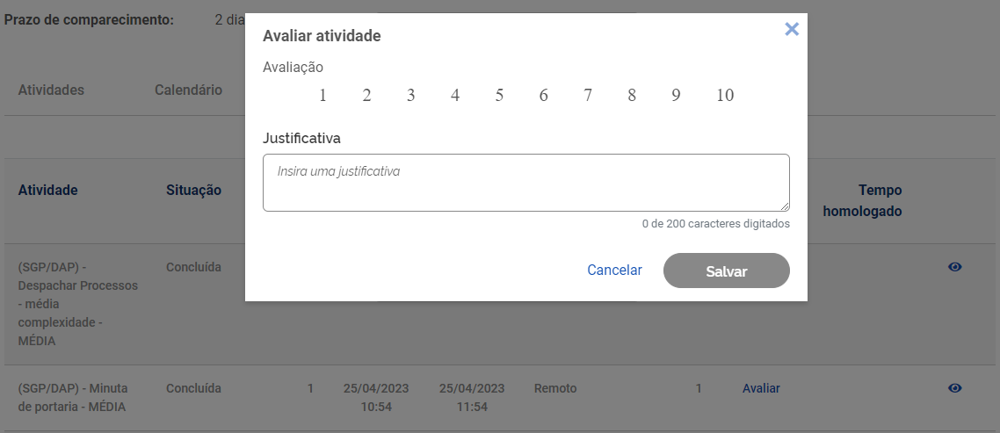 Prazo de comparecimento: 2 dia
Avaliar atividade
Avaliação
Atividades Calendário
1 2 3 4 5 6 7 8 9 10
Justificativa
Insira uma justificativa
0 de 200 caracteres digitados
Cancelar Salvar
Atividade Situação Tempo
homologado
(SGP/DAP) - Concluída
Despachar Processos
- média
complexidade -
MÉDIA
(SGP/DAP) - Minuta Concluída 1 25/04/2023 25/04/2023 Remoto 1 Avaliar
de portaria - MÉDIA 10:54 11:54